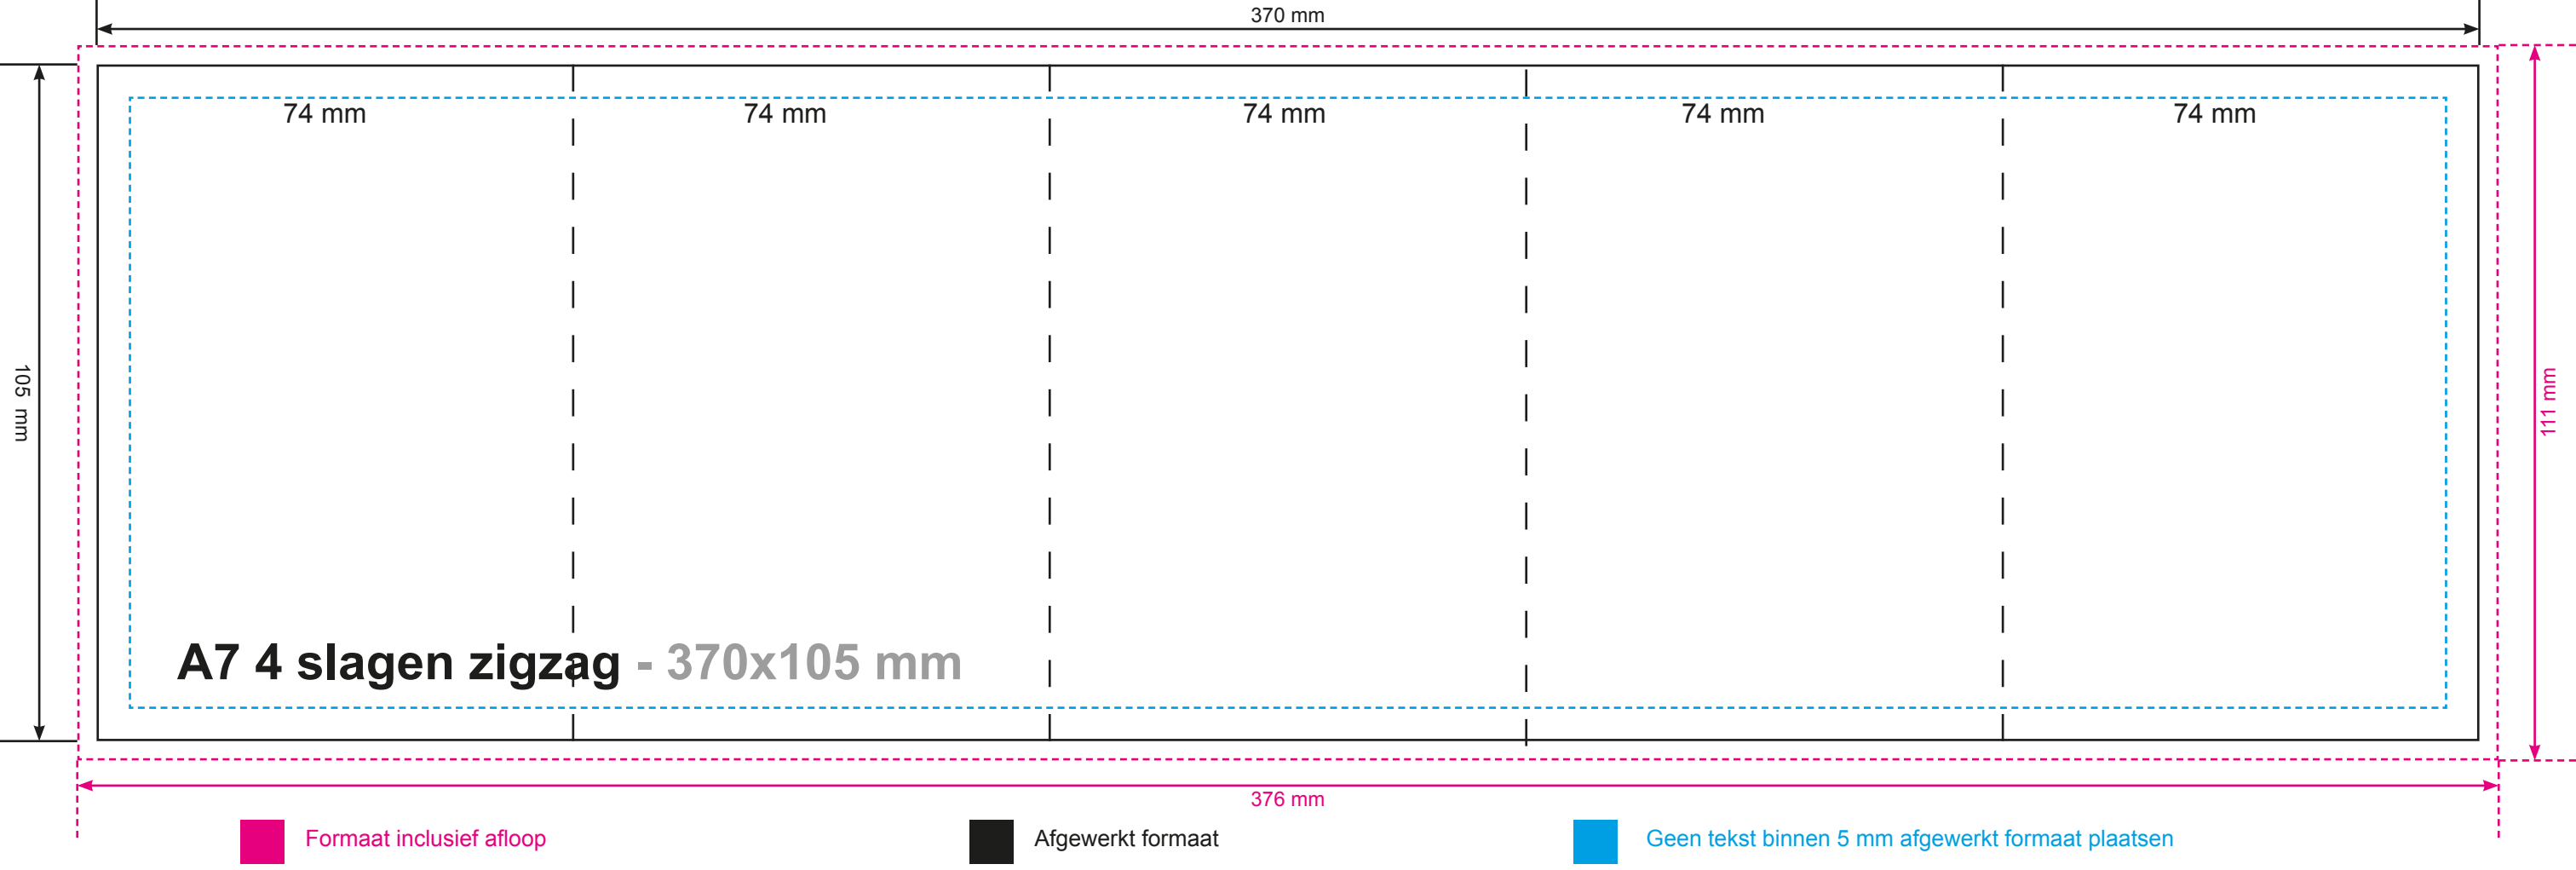 370 mm
74 mm 74 mm 74 mm 74 mm 74 mm
105 mm
111 mm
A7 4 slagen zigzag - 370x105 mm
376 mm
Formaat inclusief afloop
Afgewerkt formaat
Geen tekst binnen 5 mm afgewerkt formaat plaatsen